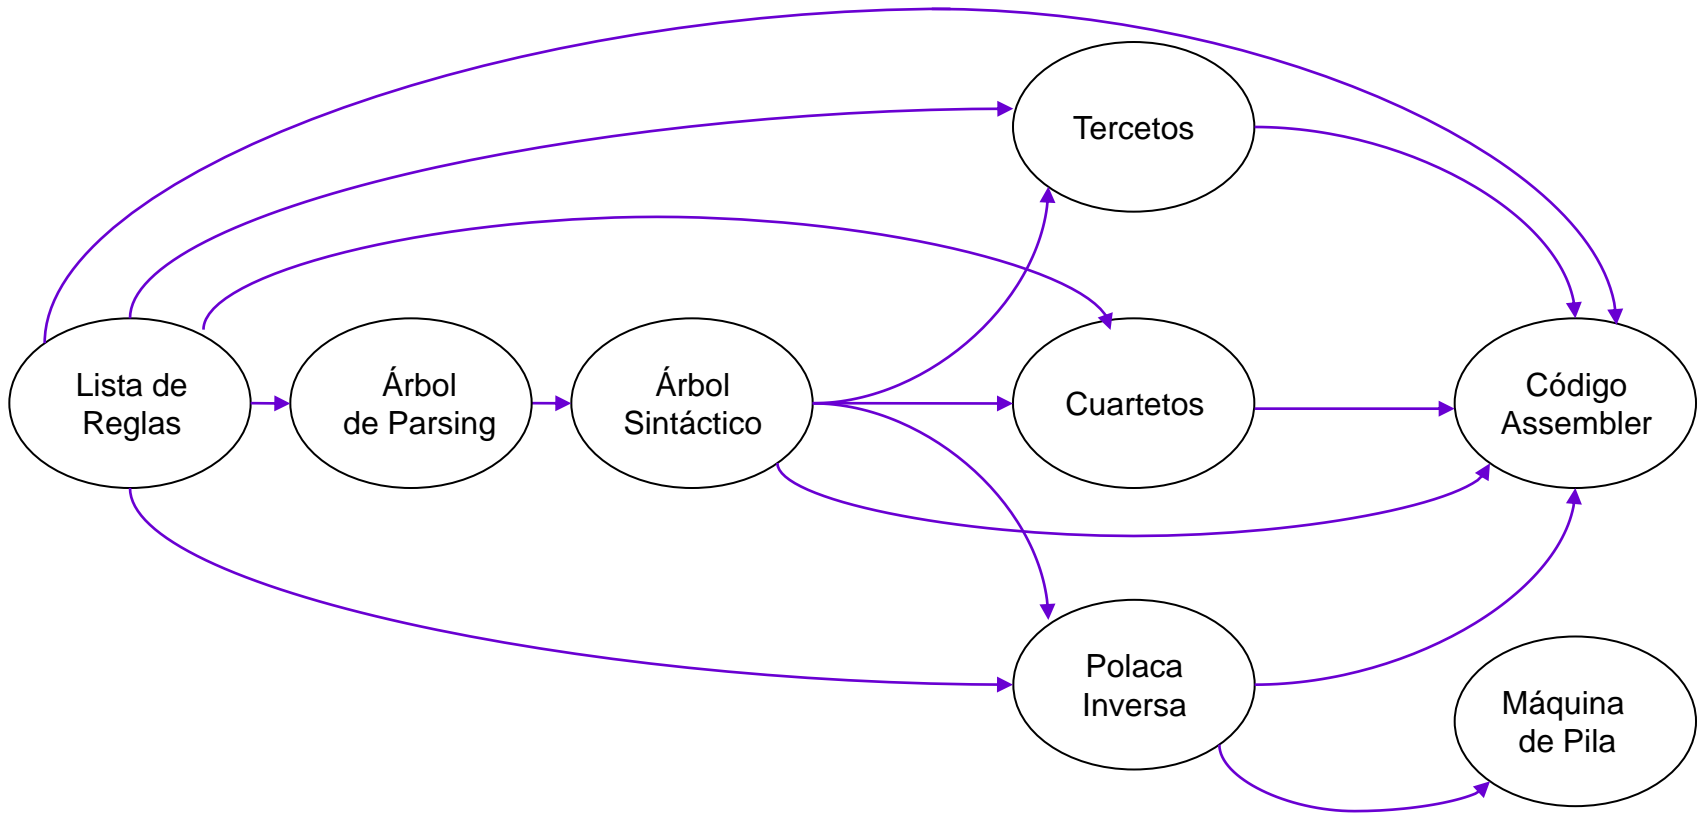 Tercetos
Lista de
Reglas
Árbol
de Parsing
Árbol
Sintáctico
Cuartetos
Código
Assembler
Polaca
Inversa
Máquina
de Pila